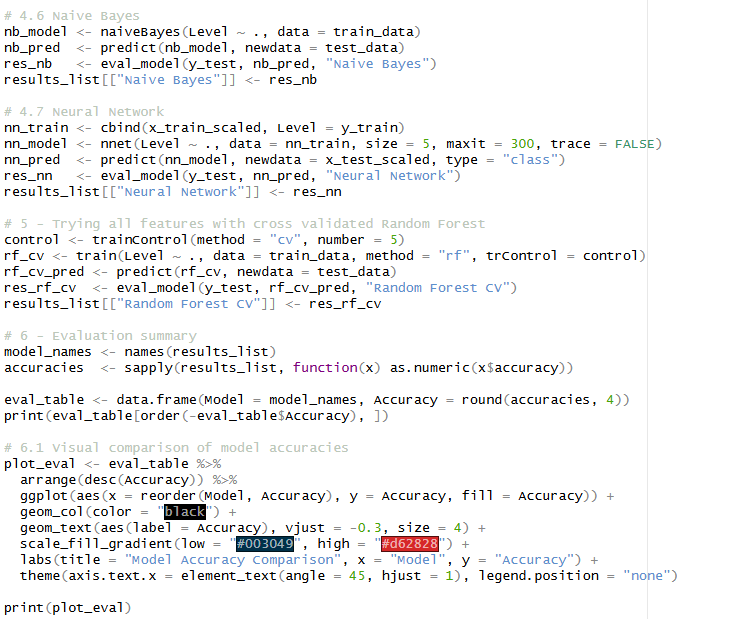 # 4.6 Naive Bayes
nb_model <- naiveBayes(Level ~ ., data = train_data)
nb_pred  <- predict(nb_model, newdata = test_data)
res_nb   <- eval_model(y_test, nb_pred, "Naive Bayes")
results_list[["Naive Bayes"]] <- res_nb

# 4.7 Neural Network
nn_train <- cbind(x_train_scaled, Level = y_train)
nn_model <- nnet(Level ~ ., data = nn_train, size = 5, maxit = 300, trace = FALSE)
nn_pred  <- predict(nn_model, newdata = x_test_scaled, type = "class")
res_nn   <- eval_model(y_test, nn_pred, "Neural Network")
results_list[["Neural Network"]] <- res_nn

# 5 - Trying all features with cross validated Random Forest
control <- trainControl(method = "cv", number = 5)
rf_cv <- train(Level ~ ., data = train_data, method = "rf", trControl = control)
rf_cv_pred <- predict(rf_cv, newdata = test_data)
res_rf_cv  <- eval_model(y_test, rf_cv_pred, "Random Forest CV")
results_list[["Random Forest CV"]] <- res_rf_cv

# 6 - Evaluation summary
model_names <- names(results_list)
accuracies  <- sapply(results_list, function(x) as.numeric(x$accuracy))

eval_table <- data.frame(Model = model_names, Accuracy = round(accuracies, 4))
print(eval_table[order(-eval_table$Accuracy), ])

# 6.1 Visual comparison of model accuracies
plot_eval <- eval_table %>%
  arrange(desc(Accuracy)) %>%
  ggplot(aes(x = reorder(Model, Accuracy), y = Accuracy, fill = Accuracy)) +
  geom_col(color = "black") +
  geom_text(aes(label = Accuracy), vjust = -0.3, size = 4) +
  scale_fill_gradient(low = "#003049", high = "#d62828") +
  labs(title = "Model Accuracy Comparison", x = "Model", y = "Accuracy") +
  theme(axis.text.x = element_text(angle = 45, hjust = 1), legend.position = "none")

print(plot_eval)